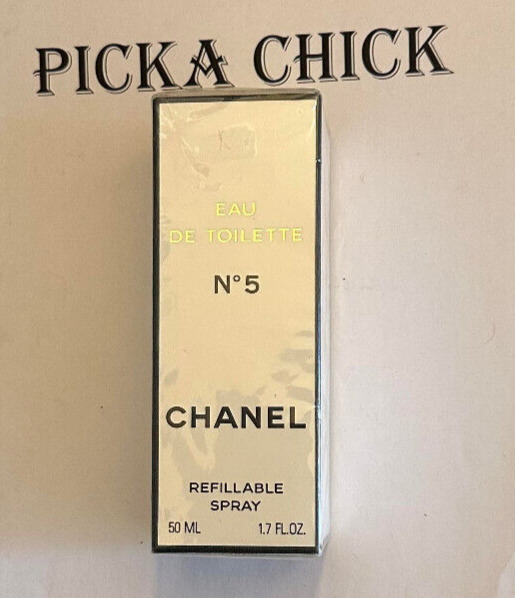 PICKA CHICK
EAU
DE TOILETTE
N°5
CHANEL
REFILLABLE
SPRAY
50 ML 1.7 FL.OZ.